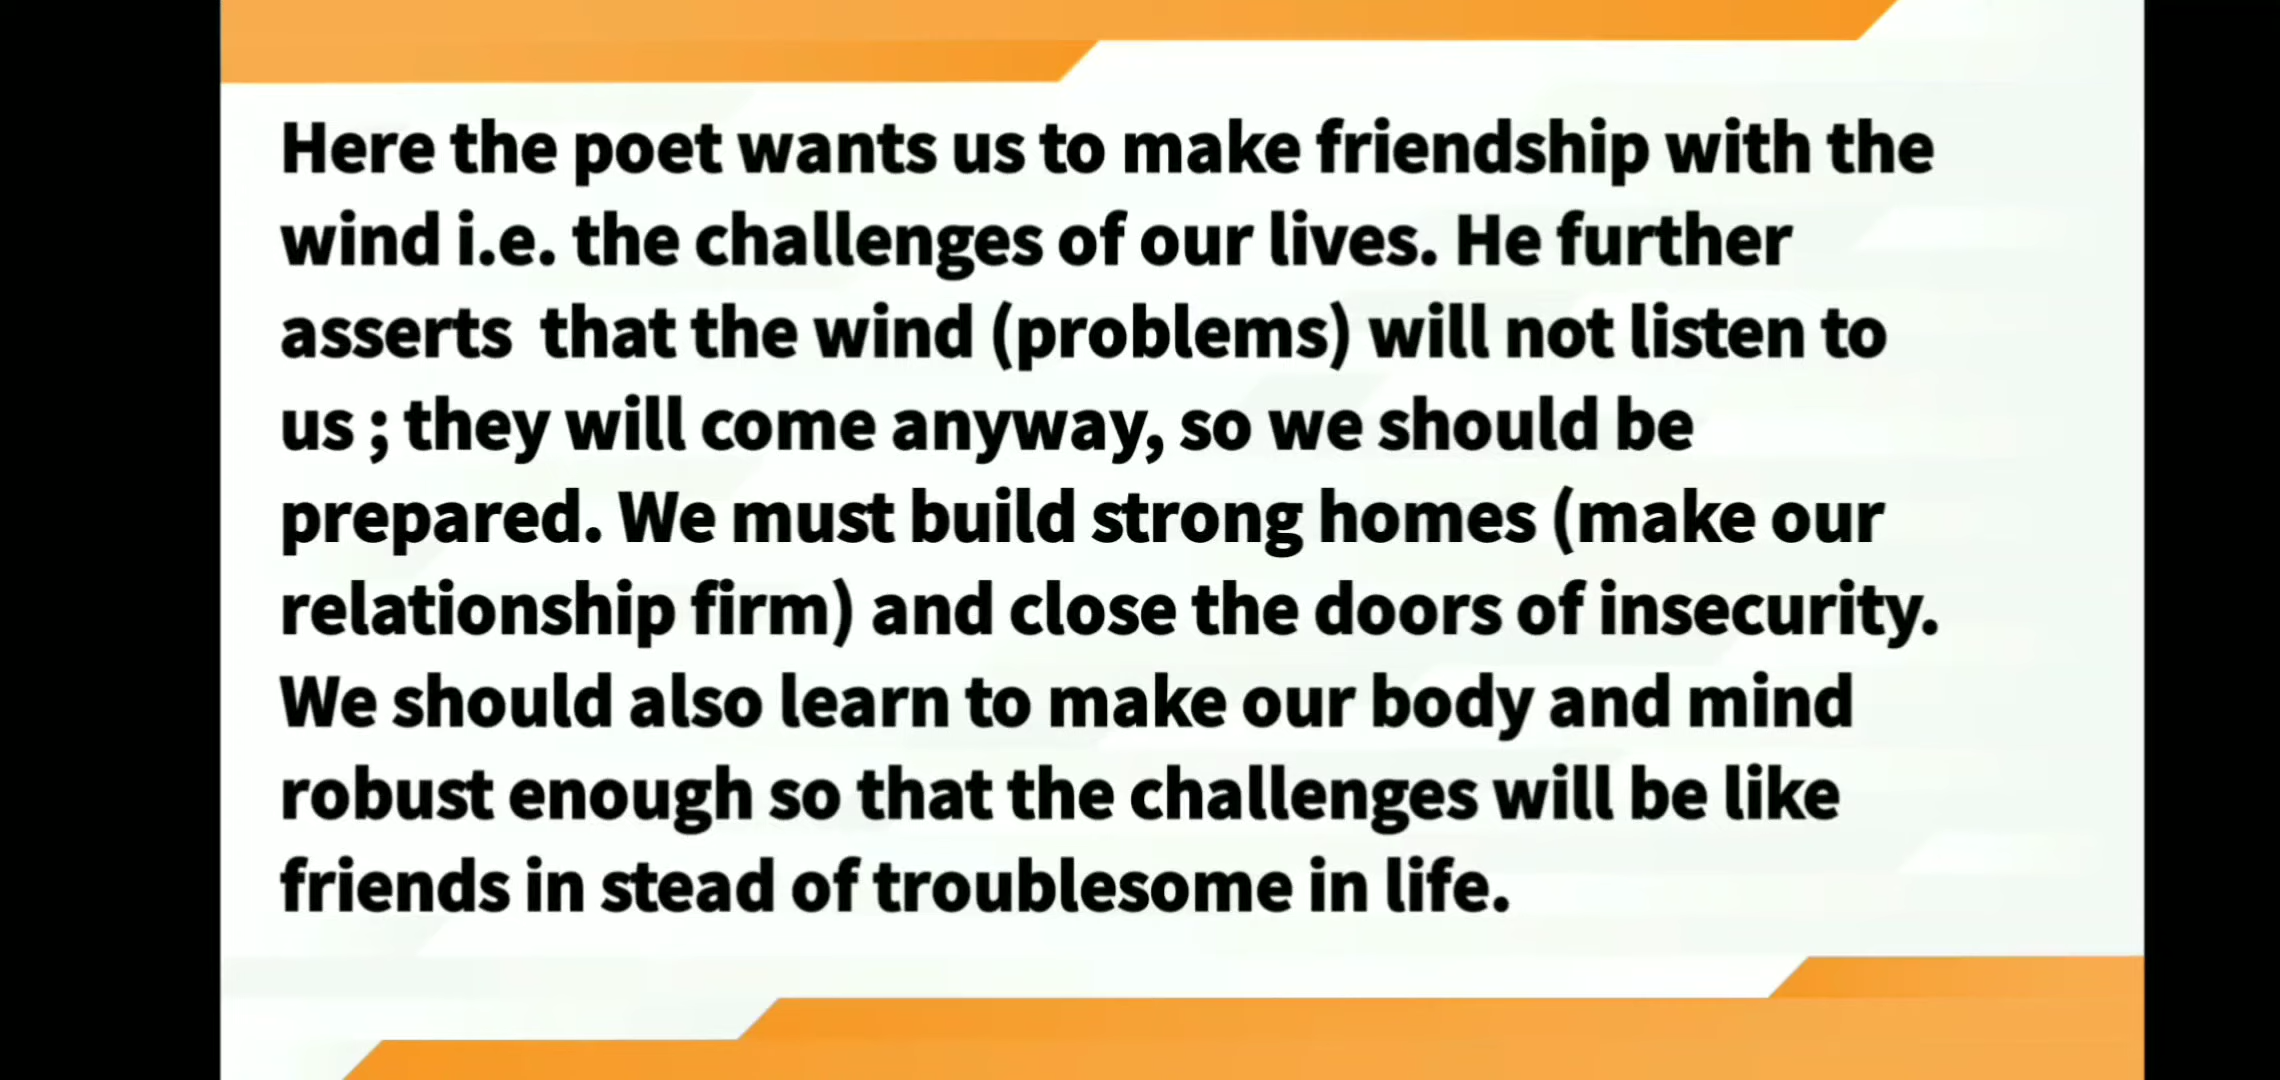 Here the poet wants us to make friendship with the
wind i.e. the challenges of our lives. He further
asserts  that the wind (problems) will not listen to
us ; they will come anyway, so we should be
prepared. We must build strong homes (make our
relationship firm) and close the doors of insecurity.
We should also learn to make our body and mind
robust enough so that the challenges will be like
friends in stead of troublesome in life.